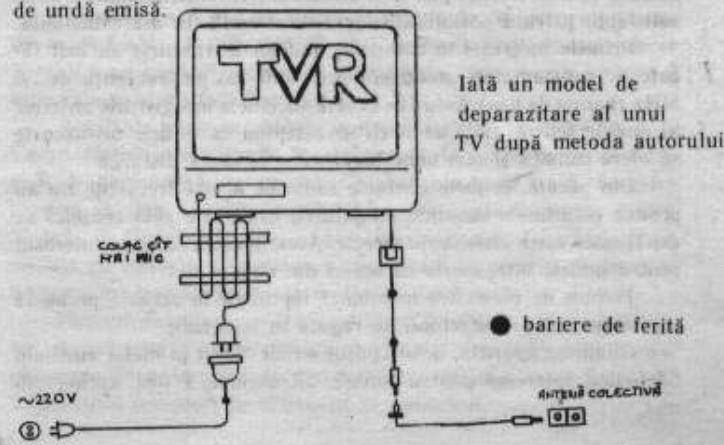 de undă emisă.
TVR
Iată un model de
deparazitare al unui
TV după metoda autorului
COLAC CÎT
MAI MIC
bariere de ferită
~220V
ANTENĂ COLECTIVĂ